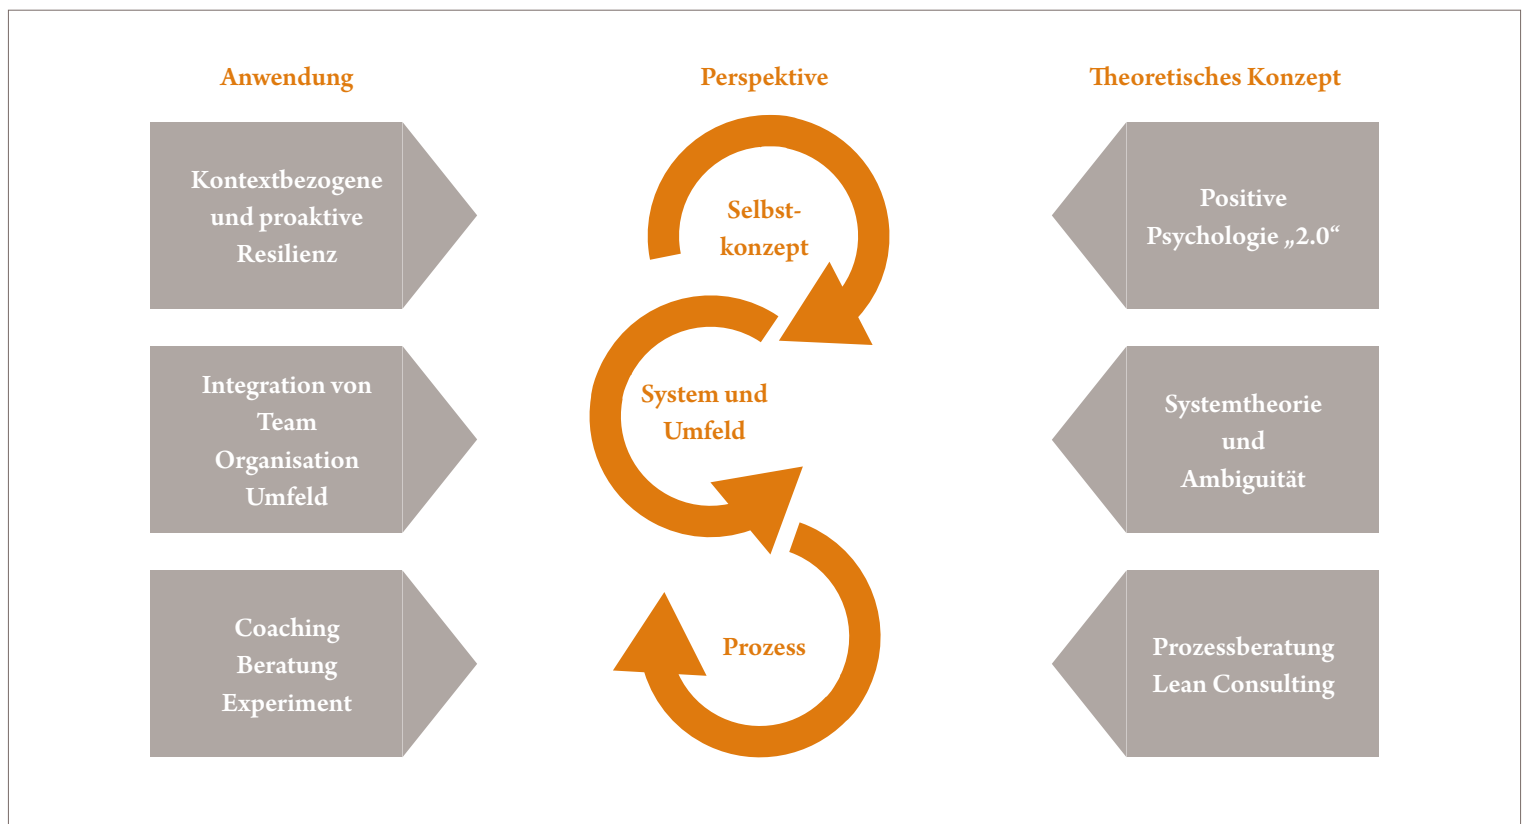 Anwendung
Perspektive
Theoretisches Konzept
Kontextbezogene
und proaktive
Resilienz
Selbst-
konzept
Positive
Psychologie „2.0“
Integration von
Team
Organisation
Umfeld
System und
Umfeld
Systemtheorie
und
Ambiguität
Coaching
Beratung
Experiment
Prozess
Prozessberatung
Lean Consulting